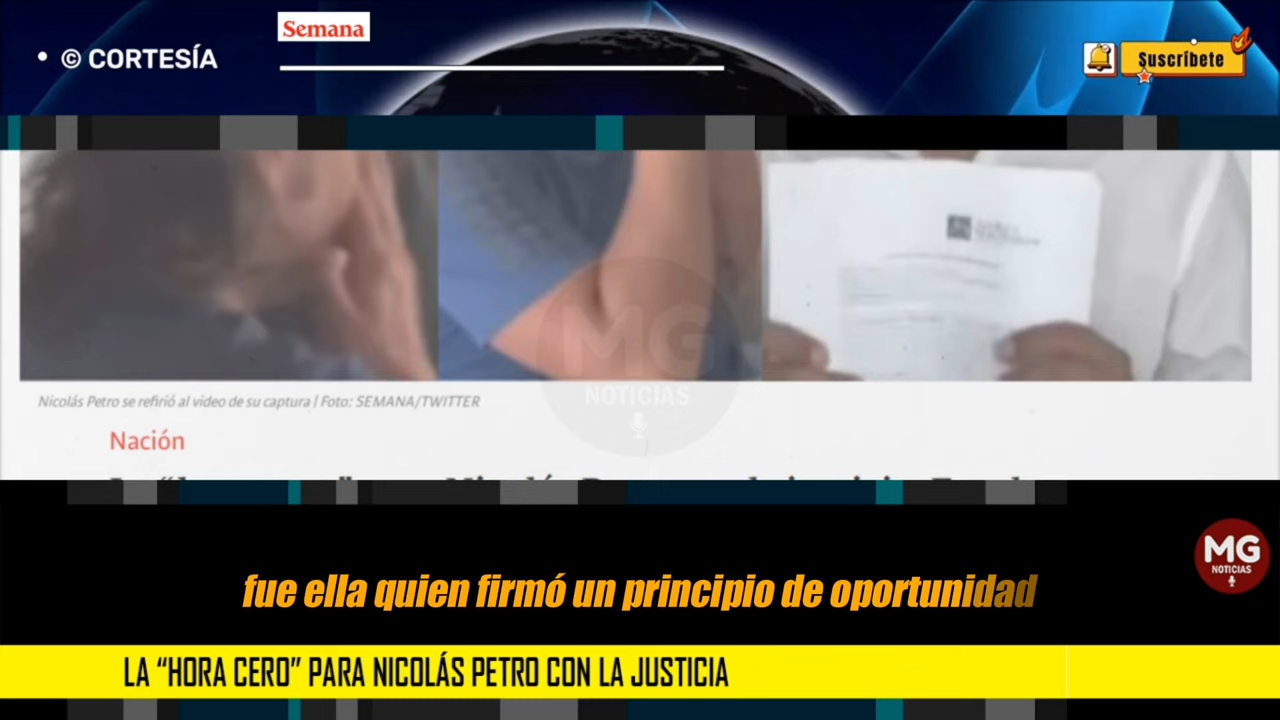 Semana
• © CORTESÍA
Suscríbete
MG
NOTICIAS
Nicolás Petro se refirió al video de su captura | Foto: SEMANA/TWITTER
Nación
MG
NOTICIAS
fue ella quien firmó un principio de oportunidad
LA “HORA CERO” PARA NICOLÁS PETRO CON LA JUSTICIA